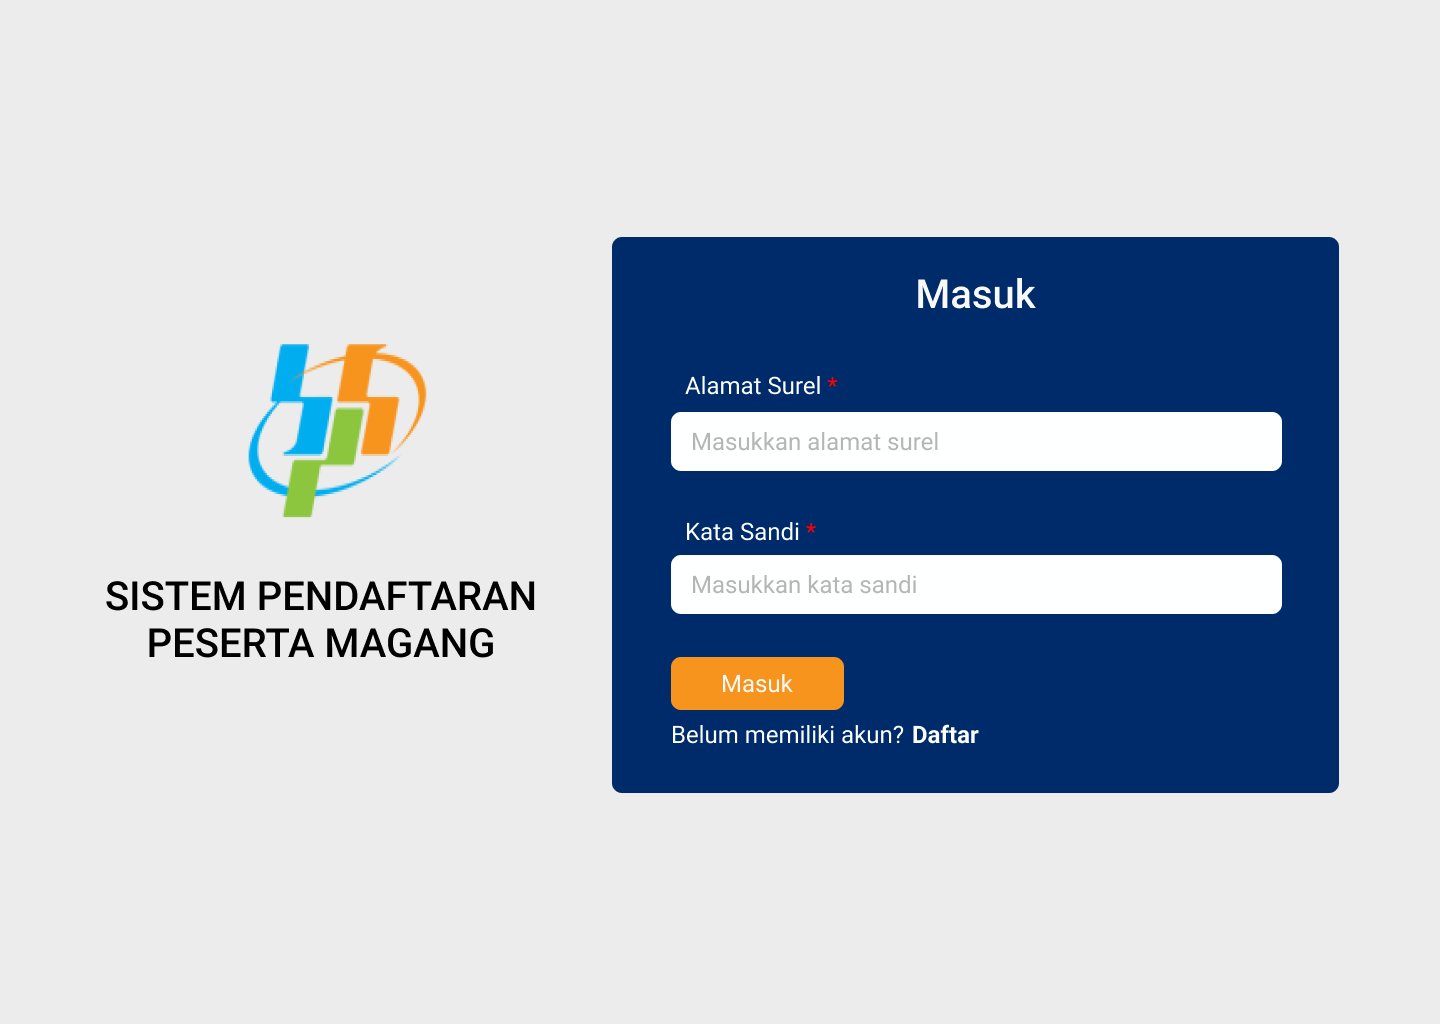 SISTEM PENDAFTARAN
PESERTA MAGANG
Masuk
Alamat Surel *
Masukkan alamat surel
Kata Sandi *
Masukkan kata sandi
Masuk
Belum memiliki akun? Daftar